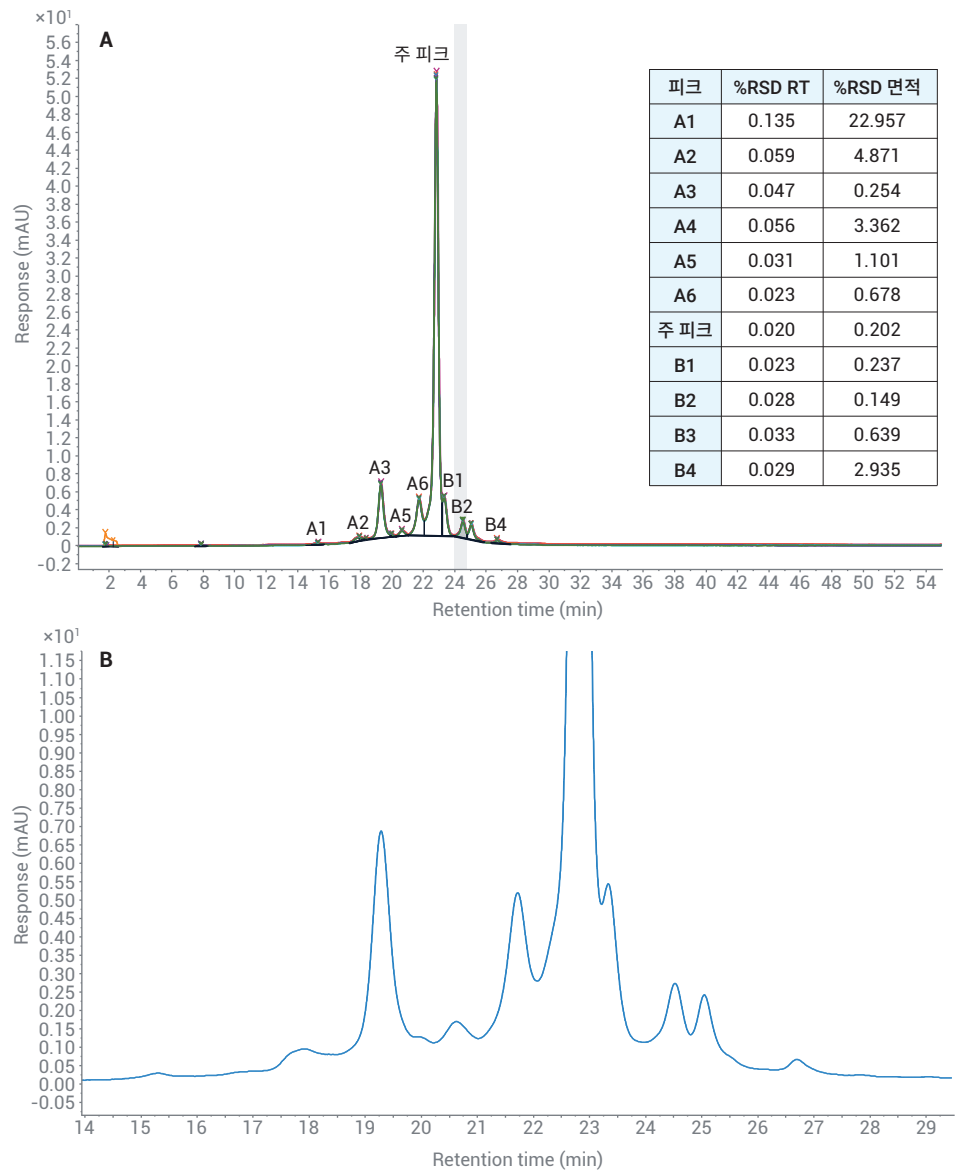 ×10¹
A
주 피크
5.6
5.4
5.2
5.0
4.8
4.6
4.4
4.2
4.0
3.8
3.6
3.4
3.2
3.0
2.8
2.6
2.4
2.2
2.0
1.8
1.6
1.4
1.2
1.0
0.8
0.6
0.4
0.2
0
-0.2
Response (mAU)
A1
A2
A3
A5
A6
B1
B2
B4
2 4 6 8 10 12 14 16 18 20 22 24 26 28 30 32 34 36 38 40 42 44 46 48 50 52 54
Retention time (min)
피크 %RSD RT %RSD 면적
A1 0.135 22.957
A2 0.059 4.871
A3 0.047 0.254
A4 0.056 3.362
A5 0.031 1.101
A6 0.023 0.678
주 피크 0.020 0.202
B1 0.023 0.237
B2 0.028 0.149
B3 0.033 0.639
B4 0.029 2.935
×10¹
B
1.15
1.10
1.05
1.00
0.95
0.90
0.85
0.80
0.75
0.70
0.65
0.60
0.55
0.50
0.45
0.40
0.35
0.30
0.25
0.20
0.15
0.10
0.05
0.00
-0.05
Response (mAU)
14 15 16 17 18 19 20 21 22 23 24 25 26 27 28 29
Retention time (min)